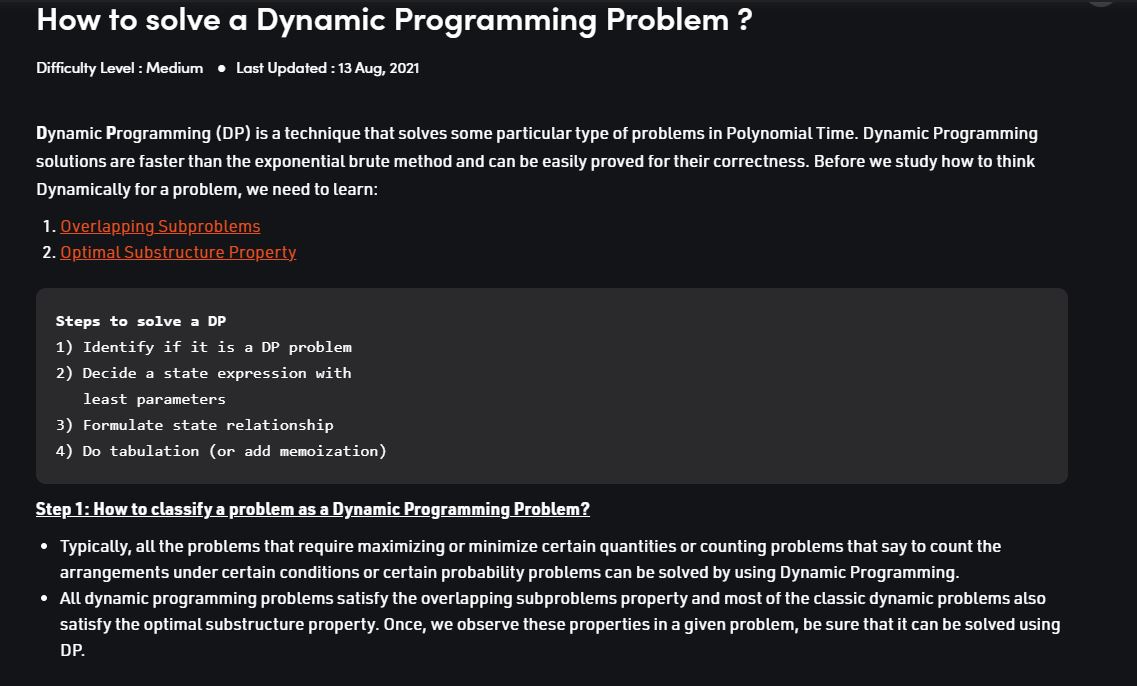 How to solve a Dynamic Programming Problem ?
Difficulty Level : Medium ● Last Updated : 13 Aug, 2021
Dynamic Programming (DP) is a technique that solves some particular type of problems in Polynomial Time. Dynamic Programming
solutions are faster than the exponential brute method and can be easily proved for their correctness. Before we study how to think
Dynamically for a problem, we need to learn:
1. Overlapping Subproblems
2. Optimal Substructure Property
Steps to solve a DP
1) Identify if it is a DP problem
2) Decide a state expression with
least parameters
3) Formulate state relationship
4) Do tabulation (or add memoization)
Step 1: How to classify a problem as a Dynamic Programming Problem?
• Typically, all the problems that require maximizing or minimize certain quantities or counting problems that say to count the
arrangements under certain conditions or certain probability problems can be solved by using Dynamic Programming.
• All dynamic programming problems satisfy the overlapping subproblems property and most of the classic dynamic problems also
satisfy the optimal substructure property. Once, we observe these properties in a given problem, be sure that it can be solved using
DP.